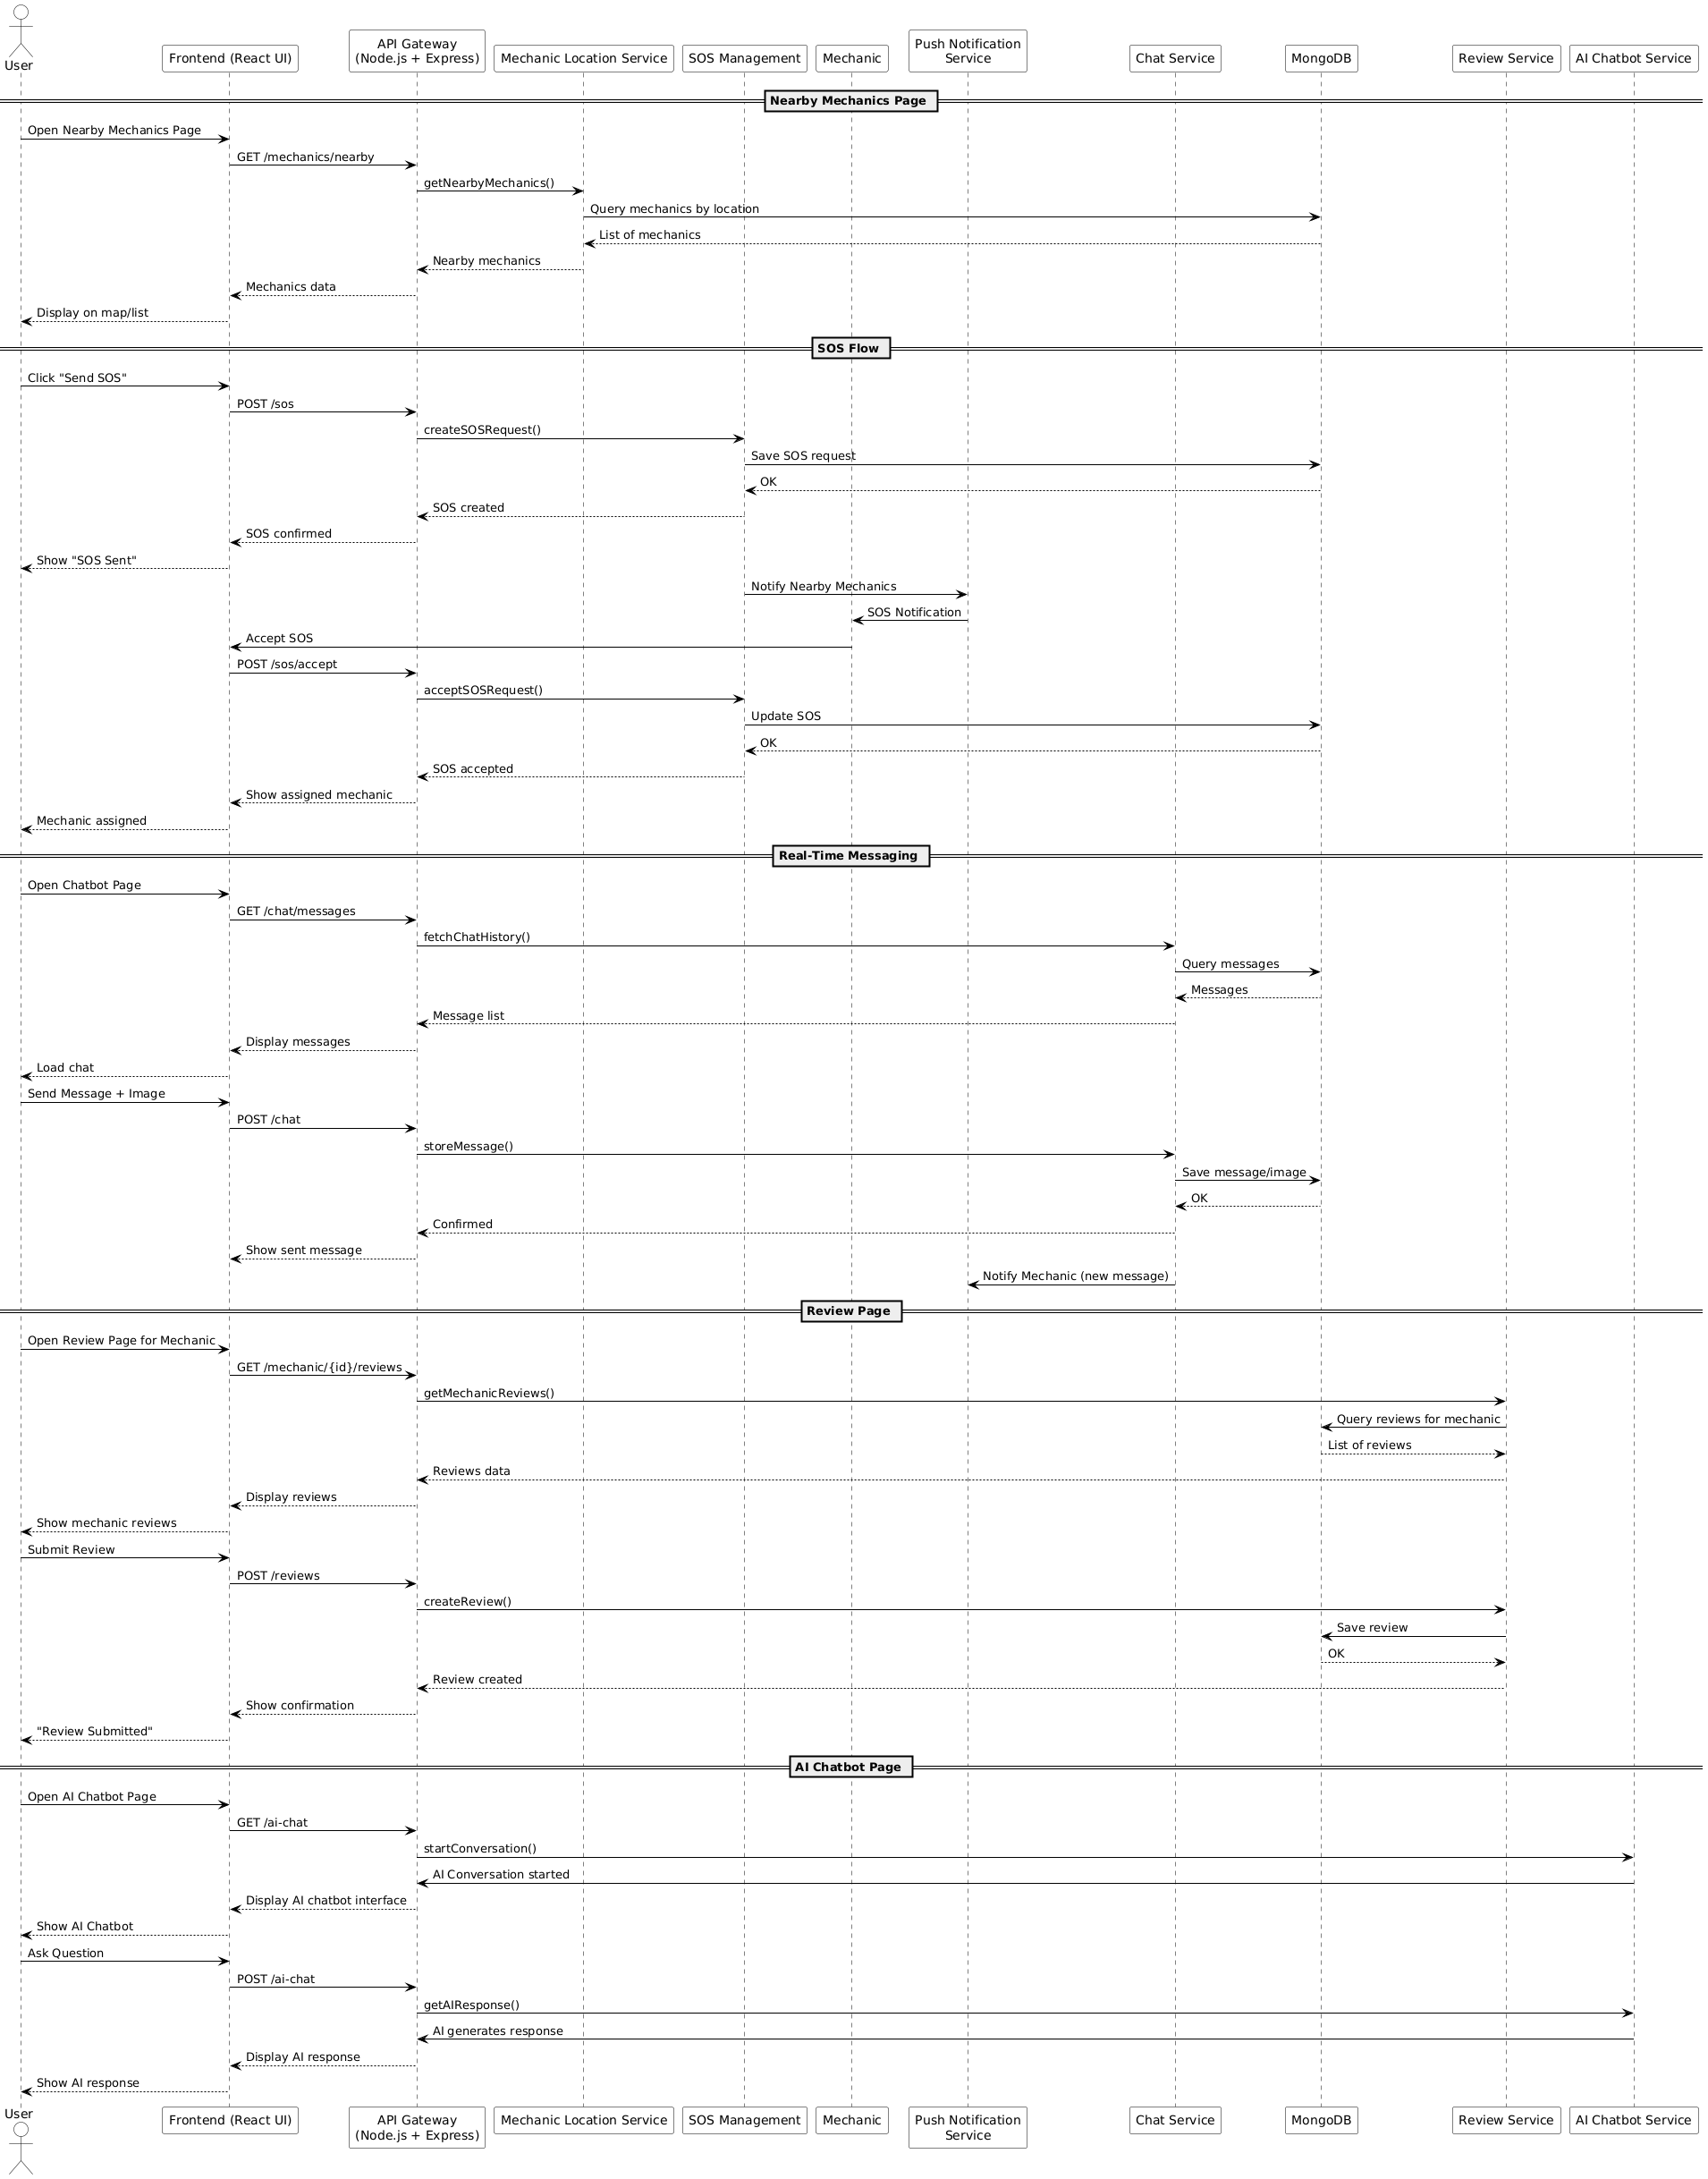 User
Frontend (React UI)
API Gateway
(Node.js + Express)
Mechanic Location Service
SOS Management
Mechanic
Push Notification
Service
Chat Service
MongoDB
Review Service
AI Chatbot Service
Nearby Mechanics Page
Open Nearby Mechanics Page
GET /mechanics/nearby
getNearbyMechanics()
Query mechanics by location
List of mechanics
Nearby mechanics
Mechanics data
Display on map/list
SOS Flow
Click "Send SOS"
POST /sos
createSOSRequest()
Save SOS request
OK
SOS created
SOS confirmed
Show "SOS Sent"
Notify Nearby Mechanics
SOS Notification
Accept SOS
POST /sos/accept
acceptSOSRequest()
Update SOS
OK
SOS accepted
Show assigned mechanic
Mechanic assigned
Real-Time Messaging
Open Chatbot Page
GET /chat/messages
fetchChatHistory()
Query messages
Messages
Message list
Display messages
Load chat
Send Message + Image
POST /chat
storeMessage()
Save message/image
OK
Confirmed
Show sent message
Notify Mechanic (new message)
Review Page
Open Review Page for Mechanic
GET /mechanic/{id}/reviews
getMechanicReviews()
Query reviews for mechanic
List of reviews
Reviews data
Display reviews
Show mechanic reviews
Submit Review
POST /reviews
createReview()
Save review
OK
Review created
Show confirmation
"Review Submitted"
AI Chatbot Page
Open AI Chatbot Page
GET /ai-chat
startConversation()
AI Conversation started
Display AI chatbot interface
Show AI Chatbot
Ask Question
POST /ai-chat
getAIResponse()
AI generates response
Display AI response
Show AI response
User
Frontend (React UI)
API Gateway
(Node.js + Express)
Mechanic Location Service
SOS Management
Mechanic
Push Notification
Service
Chat Service
MongoDB
Review Service
AI Chatbot Service